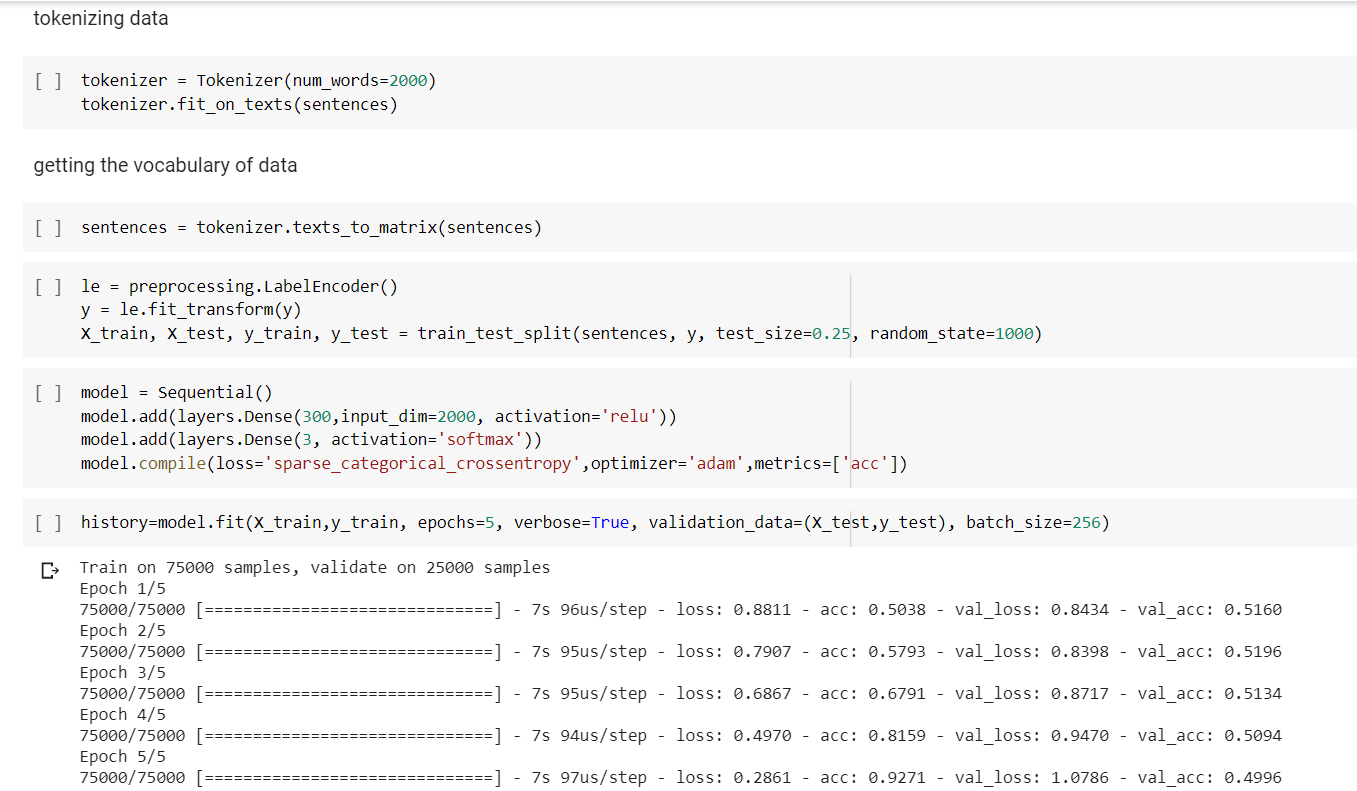 tokenizing data
[ ] tokenizer = Tokenizer(num_words=2000)
tokenizer.fit_on_texts(sentences)
getting the vocabulary of data
[ ] sentences = tokenizer.texts_to_matrix(sentences)
[ ] le = preprocessing.LabelEncoder()
y = le.fit_transform(y)
X_train, X_test, y_train, y_test = train_test_split(sentences, y, test_size=0.25, random_state=1000)
[ ] model = Sequential()
model.add(layers.Dense(300,input_dim=2000, activation='relu'))
model.add(layers.Dense(3, activation='softmax'))
model.compile(loss='sparse_categorical_crossentropy',optimizer='adam',metrics=['acc'])
[ ] history=model.fit(X_train,y_train, epochs=5, verbose=True, validation_data=(X_test,y_test), batch_size=256)
Train on 75000 samples, validate on 25000 samples
Epoch 1/5
75000/75000 [==============================] - 7s 96us/step - loss: 0.8811 - acc: 0.5038 - val_loss: 0.8434 - val_acc: 0.5160
Epoch 2/5
75000/75000 [==============================] - 7s 95us/step - loss: 0.7907 - acc: 0.5793 - val_loss: 0.8398 - val_acc: 0.5196
Epoch 3/5
75000/75000 [==============================] - 7s 95us/step - loss: 0.6867 - acc: 0.6791 - val_loss: 0.8717 - val_acc: 0.5134
Epoch 4/5
75000/75000 [==============================] - 7s 94us/step - loss: 0.4970 - acc: 0.8159 - val_loss: 0.9470 - val_acc: 0.5094
Epoch 5/5
75000/75000 [==============================] - 7s 97us/step - loss: 0.2861 - acc: 0.9271 - val_loss: 1.0786 - val_acc: 0.4996